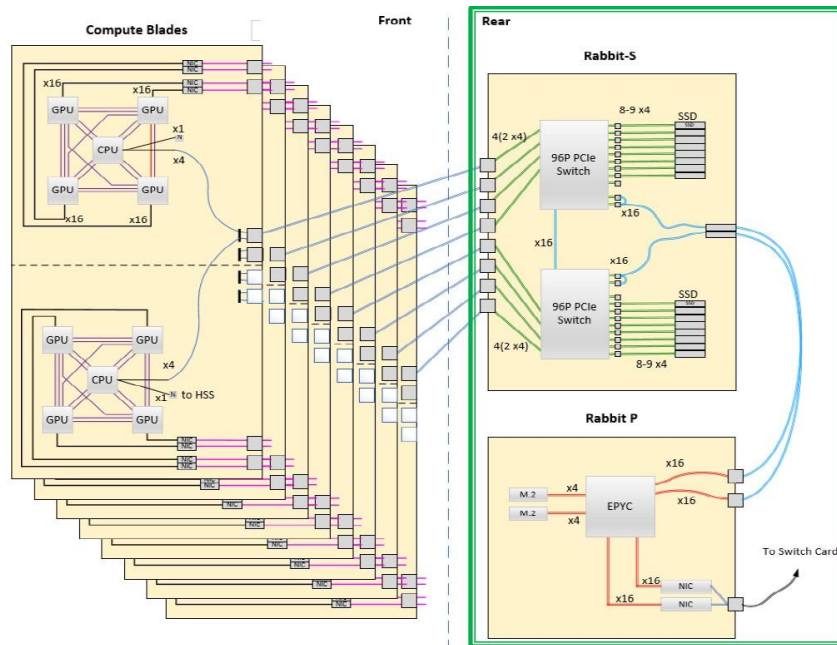 Compute Blades
Front
Rear
Rabbit-S
NIC
NIC
x16
x16
NIC
NIC
GPU
GPU
x1
N
CPU
x4
GPU
GPU
x16
x16
4(2 x4)
96P PCIe
Switch
8-9 x4
SSD
SSD
x16
x16
x16
96P PCIe
Switch
SSD
SSD
4(2 x4)
8-9 x4
GPU
GPU
x4
CPU
x1
N
to HSS
GPU
GPU
NIC
NIC
NIC
NIC
NIC
NIC
NIC
NIC
NIC
NIC
Rabbit P
x16
x16
M.2
x4
M.2
x4
EPYC
To Switch Card
x16
NIC
x16
NIC